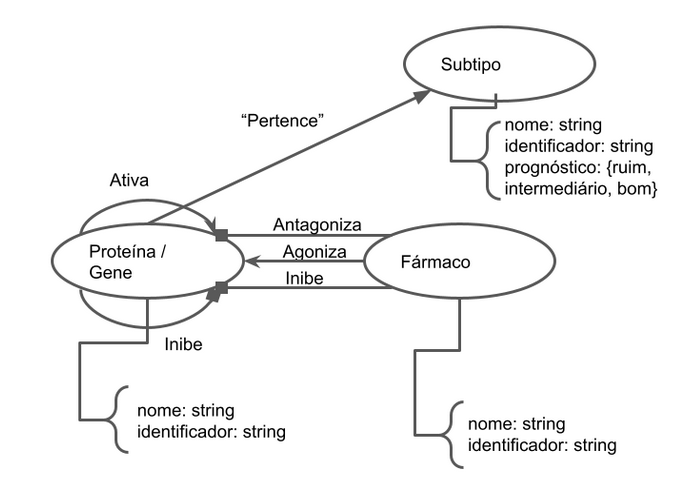 Subtipo
“Pertence”
nome: string
identificador: string
prognóstico: {ruim,
intermediário, bom}
Ativa
Antagoniza
Proteína /
Gene
Agoniza
Fármaco
Inibe
Inibe
nome: string
identificador: string
nome: string
identificador: string